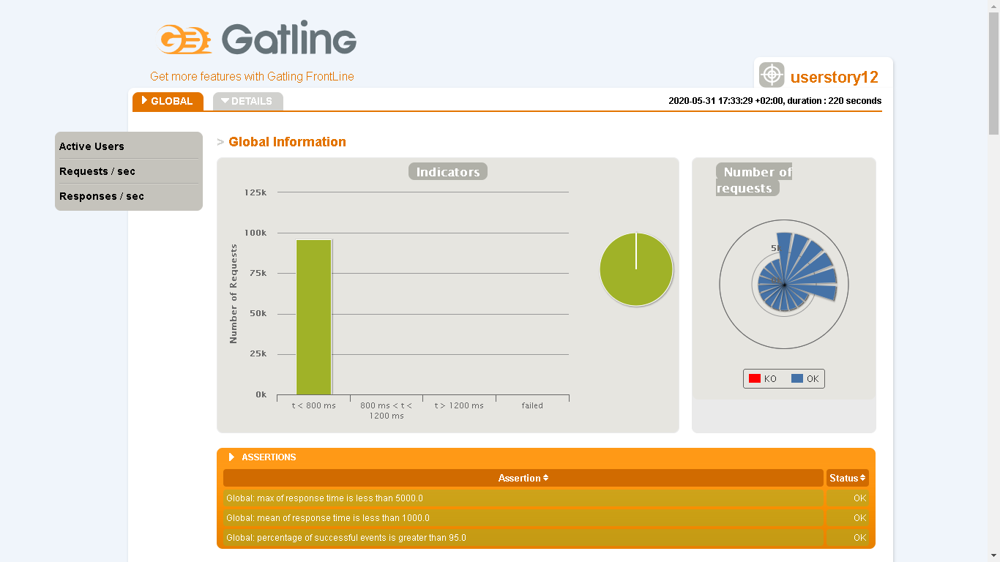 Gatling
Get more features with Gatling FrontLine
userstory12
GLOBAL
DETAILS
2020-05-31 17:33:29 +02:00, duration : 220 seconds
Active Users
Requests / sec
Responses / sec
> Global Information
Indicators
125k
100k
75k
50k
25k
0k
Number of Requests
t < 800 ms
800 ms < t <
1200 ms
t > 1200 ms
failed
Number of
requests
KO
OK
ASSERTIONS
Assertion
Status
Global: max of response time is less than 5000.0
OK
Global: mean of response time is less than 1000.0
OK
Global: percentage of successful events is greater than 95.0
OK